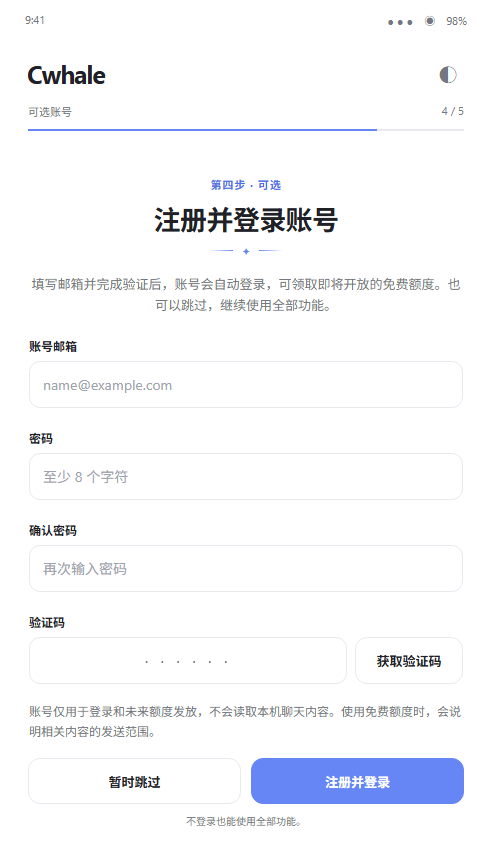 9:41
98%
Cwhale
可选账号
4 / 5
第四步 · 可选
注册并登录账号
填写邮箱并完成验证后，账号会自动登录，可领取即将开放的免费额度。也
可以跳过，继续使用全部功能。
账号邮箱
name@example.com
密码
至少 8 个字符
确认密码
再次输入密码
验证码
· · · · · ·
获取验证码
账号仅用于登录和未来额度发放，不会读取本机聊天内容。使用免费额度时，会说
明相关内容的发送范围。
暂时跳过
注册并登录
不登录也能使用全部功能。